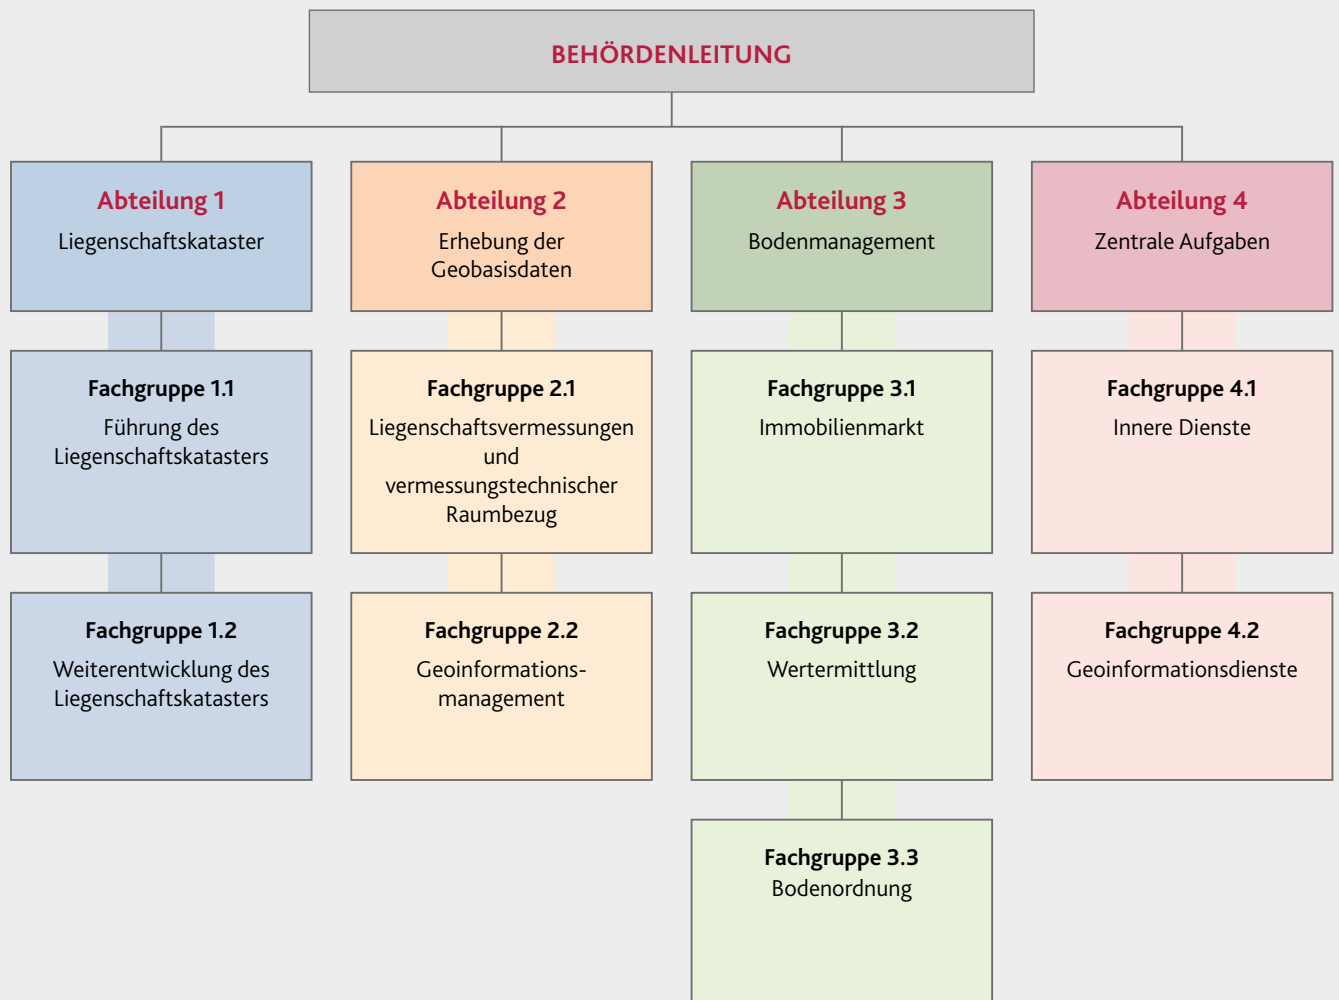 BEHÖRDENLEITUNG
Abteilung 1
Liegenschaftskataster
Abteilung 2
Erhebung der
Geobasisdaten
Abteilung 3
Bodenmanagement
Abteilung 4
Zentrale Aufgaben
Fachgruppe 1.1
Führung des
Liegenschaftskatasters
Fachgruppe 2.1
Liegenschaftsvermessungen
und
vermessungstechnischer
Raumbezug
Fachgruppe 3.1
Immobilienmarkt
Fachgruppe 4.1
Innere Dienste
Fachgruppe 1.2
Weiterentwicklung des
Liegenschaftskatasters
Fachgruppe 2.2
Geoinformations-
management
Fachgruppe 3.2
Wertermittlung
Fachgruppe 4.2
Geoinformationsdienste
Fachgruppe 3.3
Bodenordnung